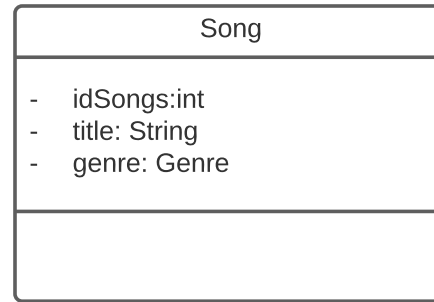 Song
- idSongs:int
- title: String
- genre: Genre